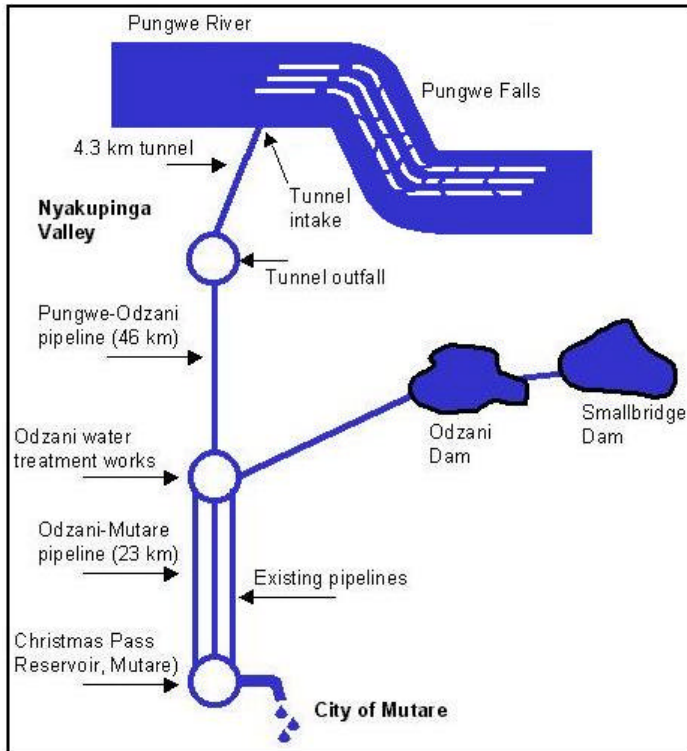 Pungwe River
Pungwe Falls
4.3 km tunnel
Tunnel
intake
Nyakupinga
Valley
Tunnel outfall
Pungwe-Odzani
pipeline (46 km)
Odzani
Dam
Smallbridge
Dam
Odzani water
treatment works
Odzani-Mutare
pipeline (23 km)
Existing pipelines
Christmas Pass
Reservoir, Mutare)
City of Mutare